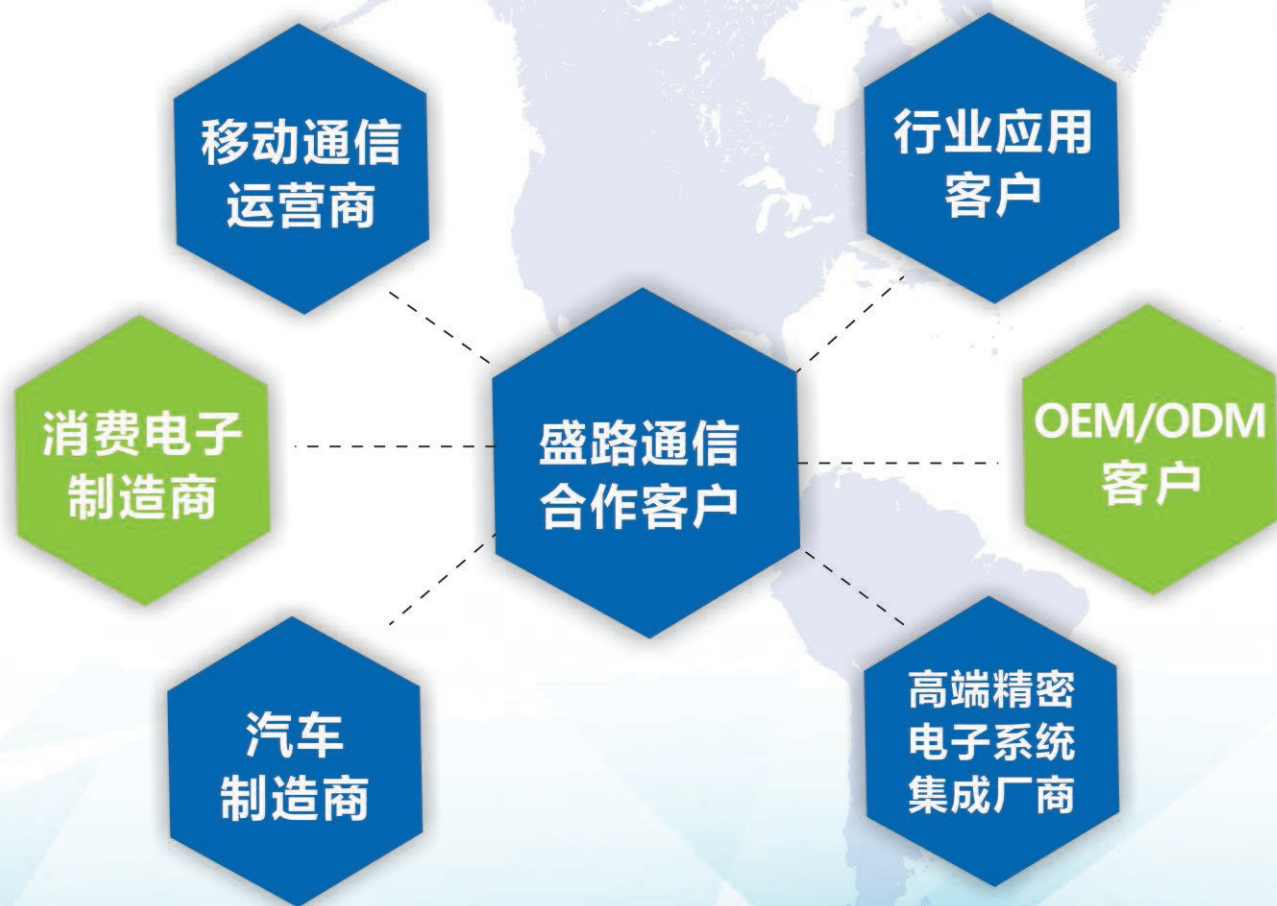 移动通信
运营商
行业应用
客户
消费电子
制造商
盛路通信
合作客户
OEM/ODM
客户
汽车
制造商
高端精密
电子系统
集成厂商